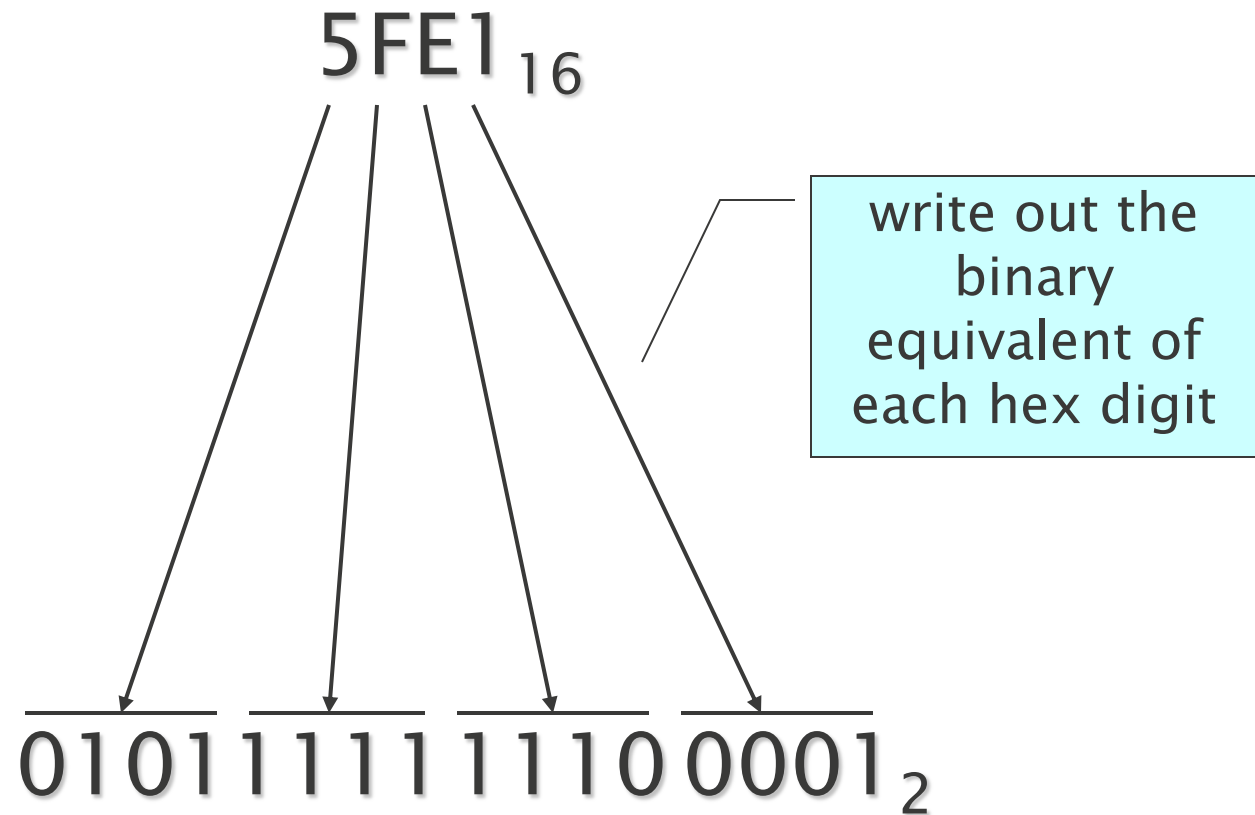 5FE1₁₆
write out the
binary
equivalent of
each hex digit
0101 1111 1110 0001₂